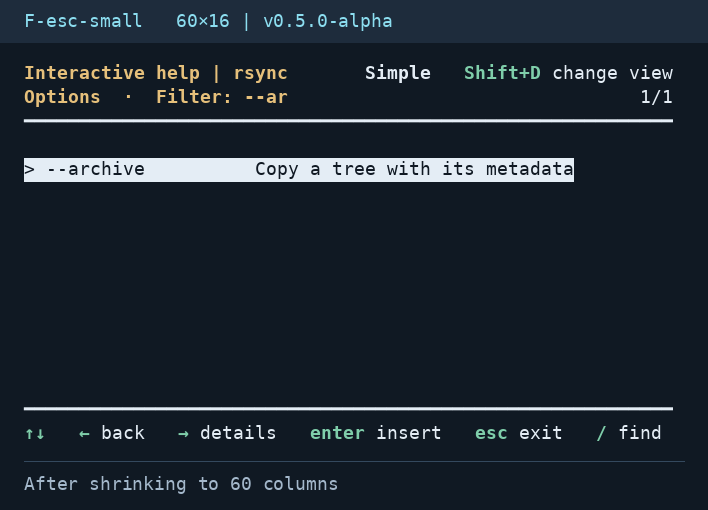 F-esc-small   60×16 | v0.5.0-alpha
Interactive help | rsync       Simple   Shift+D change view
Options  ·  Filter: --ar                                1/1
> --archive          Copy a tree with its metadata
↑↓   ← back   → details   enter insert   esc exit   / find
After shrinking to 60 columns